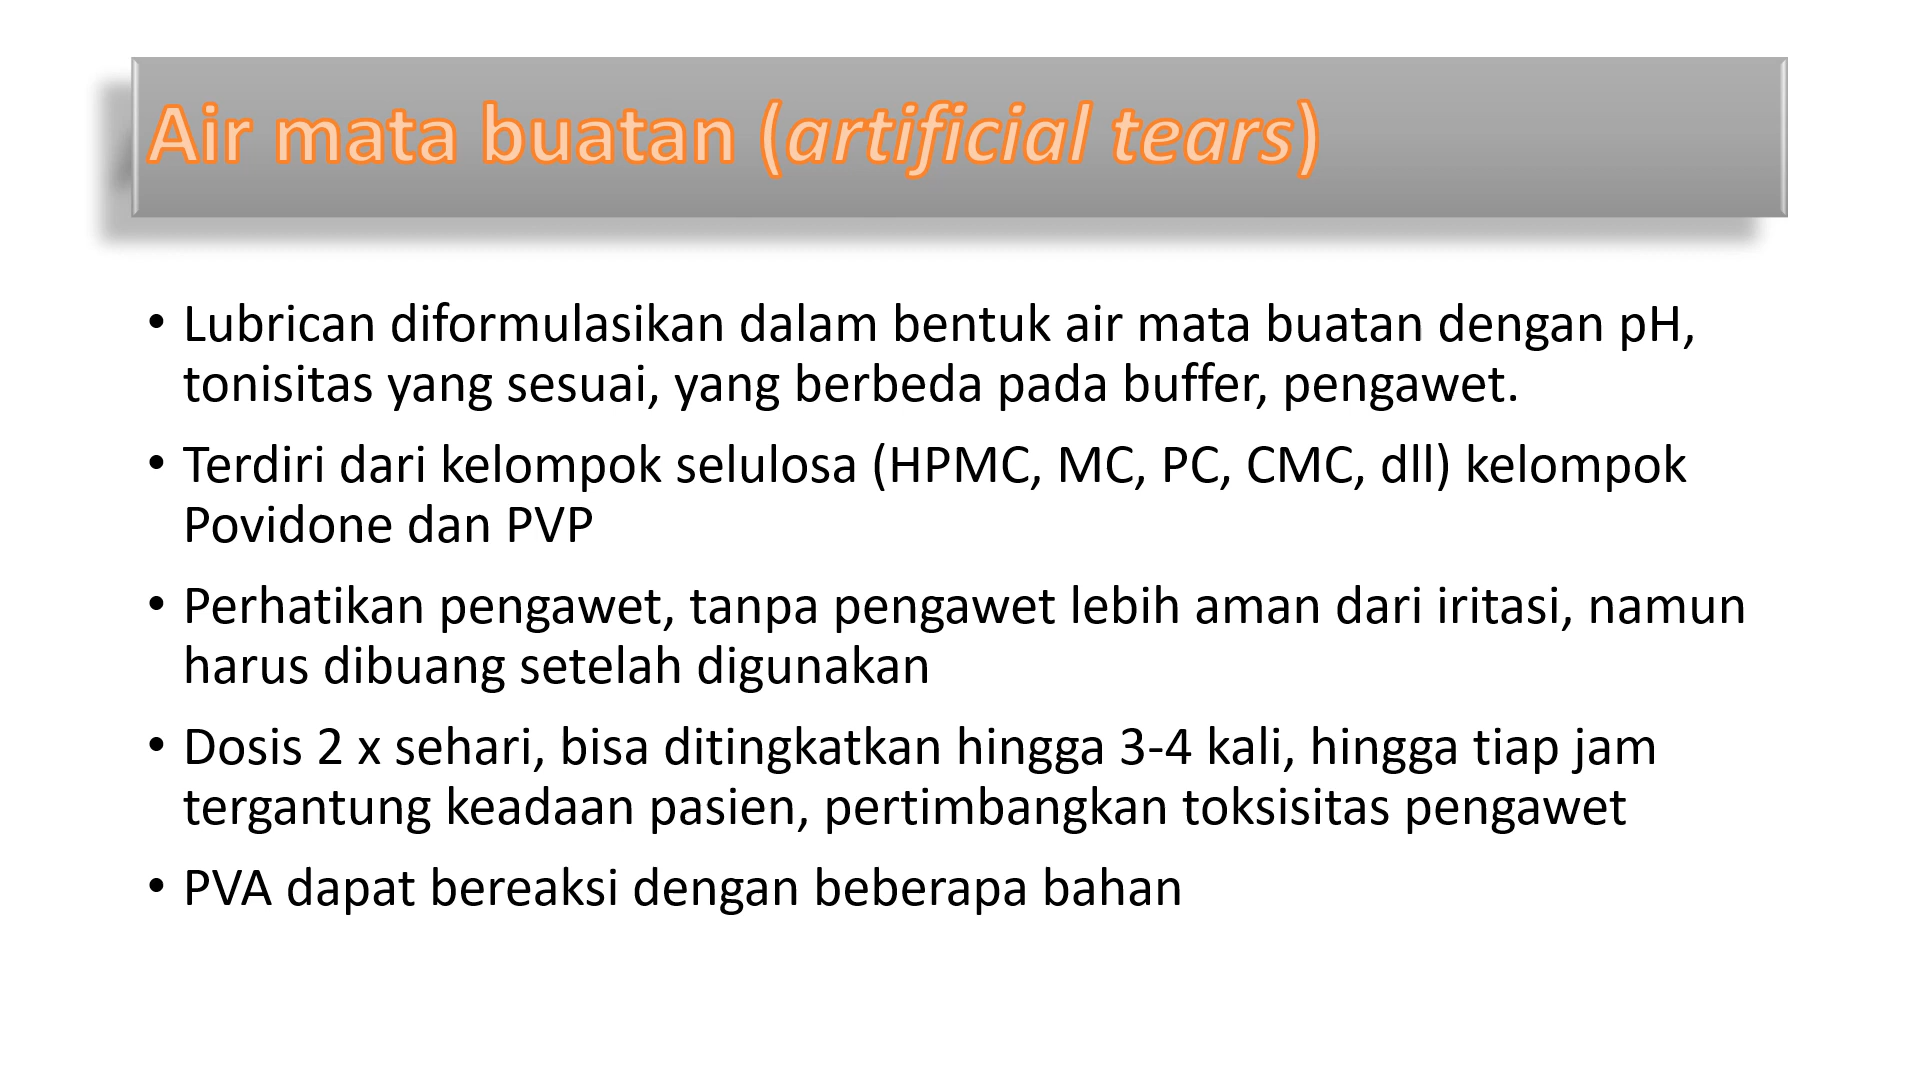 Air mata buatan (artificial tears)
• Lubrican diformulasikan dalam bentuk air mata buatan dengan pH,
tonisitas yang sesuai, yang berbeda pada buffer, pengawet.
• Terdiri dari kelompok selulosa (HPMC, MC, PC, CMC, dll) kelompok
Povidone dan PVP
• Perhatikan pengawet, tanpa pengawet lebih aman dari iritasi, namun
harus dibuang setelah digunakan
• Dosis 2 x sehari, bisa ditingkatkan hingga 3-4 kali, hingga tiap jam
tergantung keadaan pasien, pertimbangkan toksisitas pengawet
• PVA dapat bereaksi dengan beberapa bahan